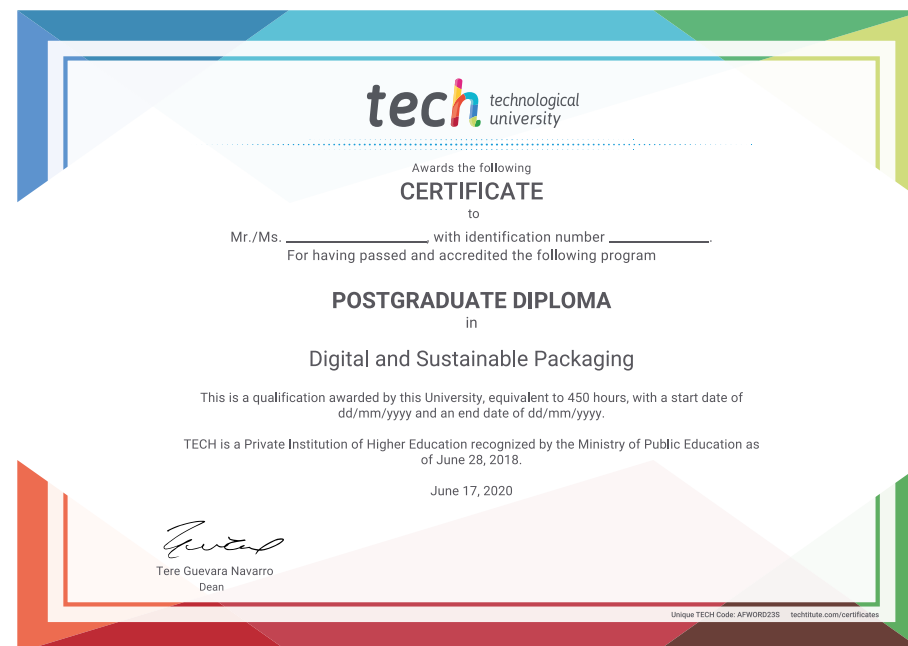 tech technological
university
Awards the following
CERTIFICATE
to
Mr./Ms. ____________________, with identification number ______________.
For having passed and accredited the following program
POSTGRADUATE DIPLOMA
in
Digital and Sustainable Packaging
This is a qualification awarded by this University, equivalent to 450 hours, with a start date of
dd/mm/yyyy and an end date of dd/mm/yyyy.
TECH is a Private Institution of Higher Education recognized by the Ministry of Public Education as
of June 28, 2018.
June 17, 2020
Tere Guevara Navarro
Dean
Unique TECH Code: AFWORD23S techtitute.com/certificates